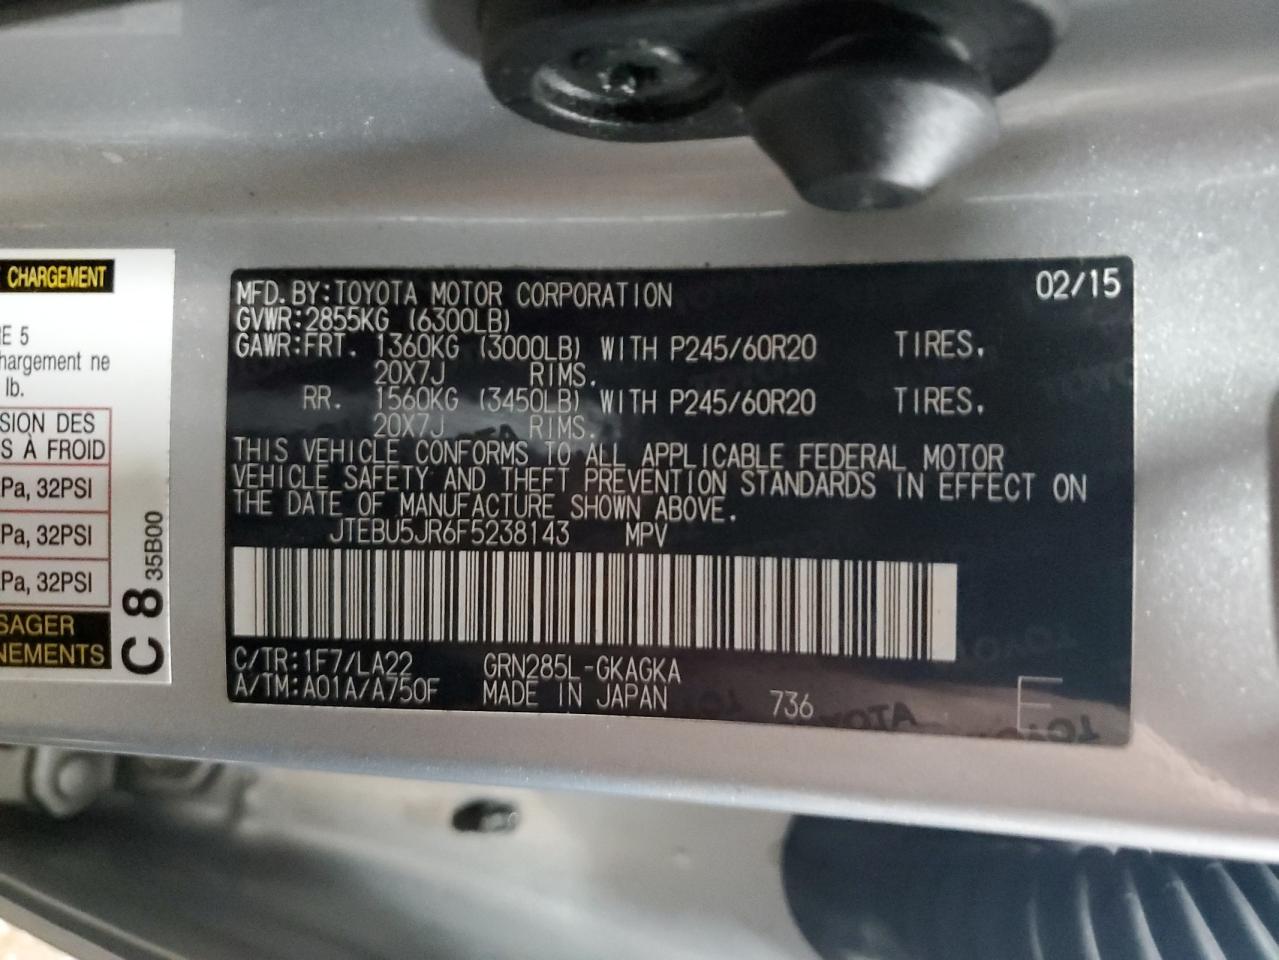 CHARGEMENT
E 5
hargement ne
lb.
SION DES
S À FROID
Pa, 32PSI
Pa, 32PSI
Pa, 32PSI
SAGER
NEMENTS
C 8 35B00
02/15
MFD. BY:TOYOTA MOTOR CORPORATION
GVWR:2855KG (6300LB)
GAWR:FRT. 1360KG (3000LB) WITH P245/60R20 TIRES.
20X7J RIMS.
RR. 1560KG (3450LB) WITH P245/60R20 TIRES.
20X7J RIMS.
THIS VEHICLE CONFORMS TO ALL APPLICABLE FEDERAL MOTOR
VEHICLE SAFETY AND THEFT PREVENTION STANDARDS IN EFFECT ON
THE DATE OF MANUFACTURE SHOWN ABOVE.
JTEBU5JR6F5238143 MPV
C/TR:1F7/LA22 GRN285L-GKAGKA
A/TM:A01A/A750F MADE IN JAPAN 736 E